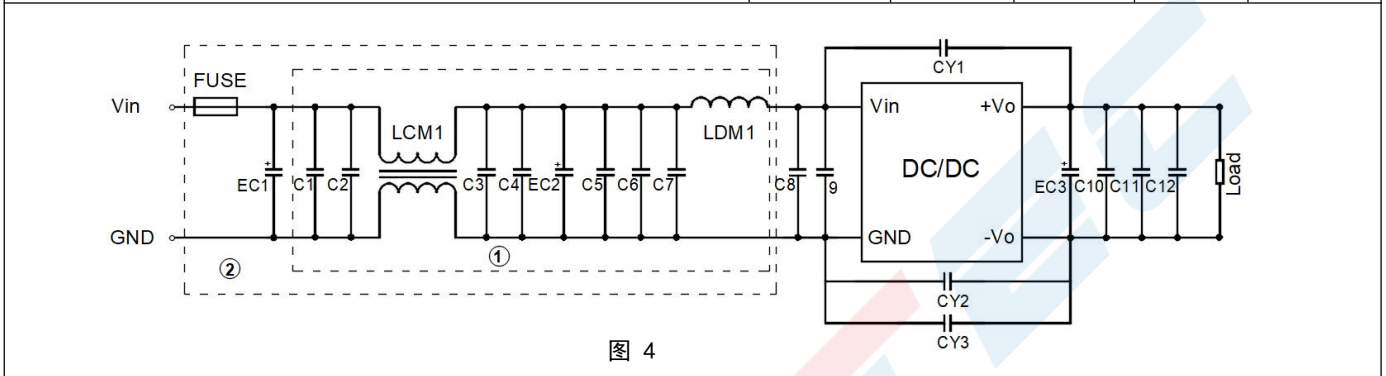 FUSE
CY1
Vin
Vin
+Vo
LCM1
LDM1
DC/DC
EC1
C1
C2
C3
C4
EC2
C5
C6
C7
C8
9
EC3
C10
C11
C12
Load
GND
GND
-Vo
①
②
CY2
CY3
图 4